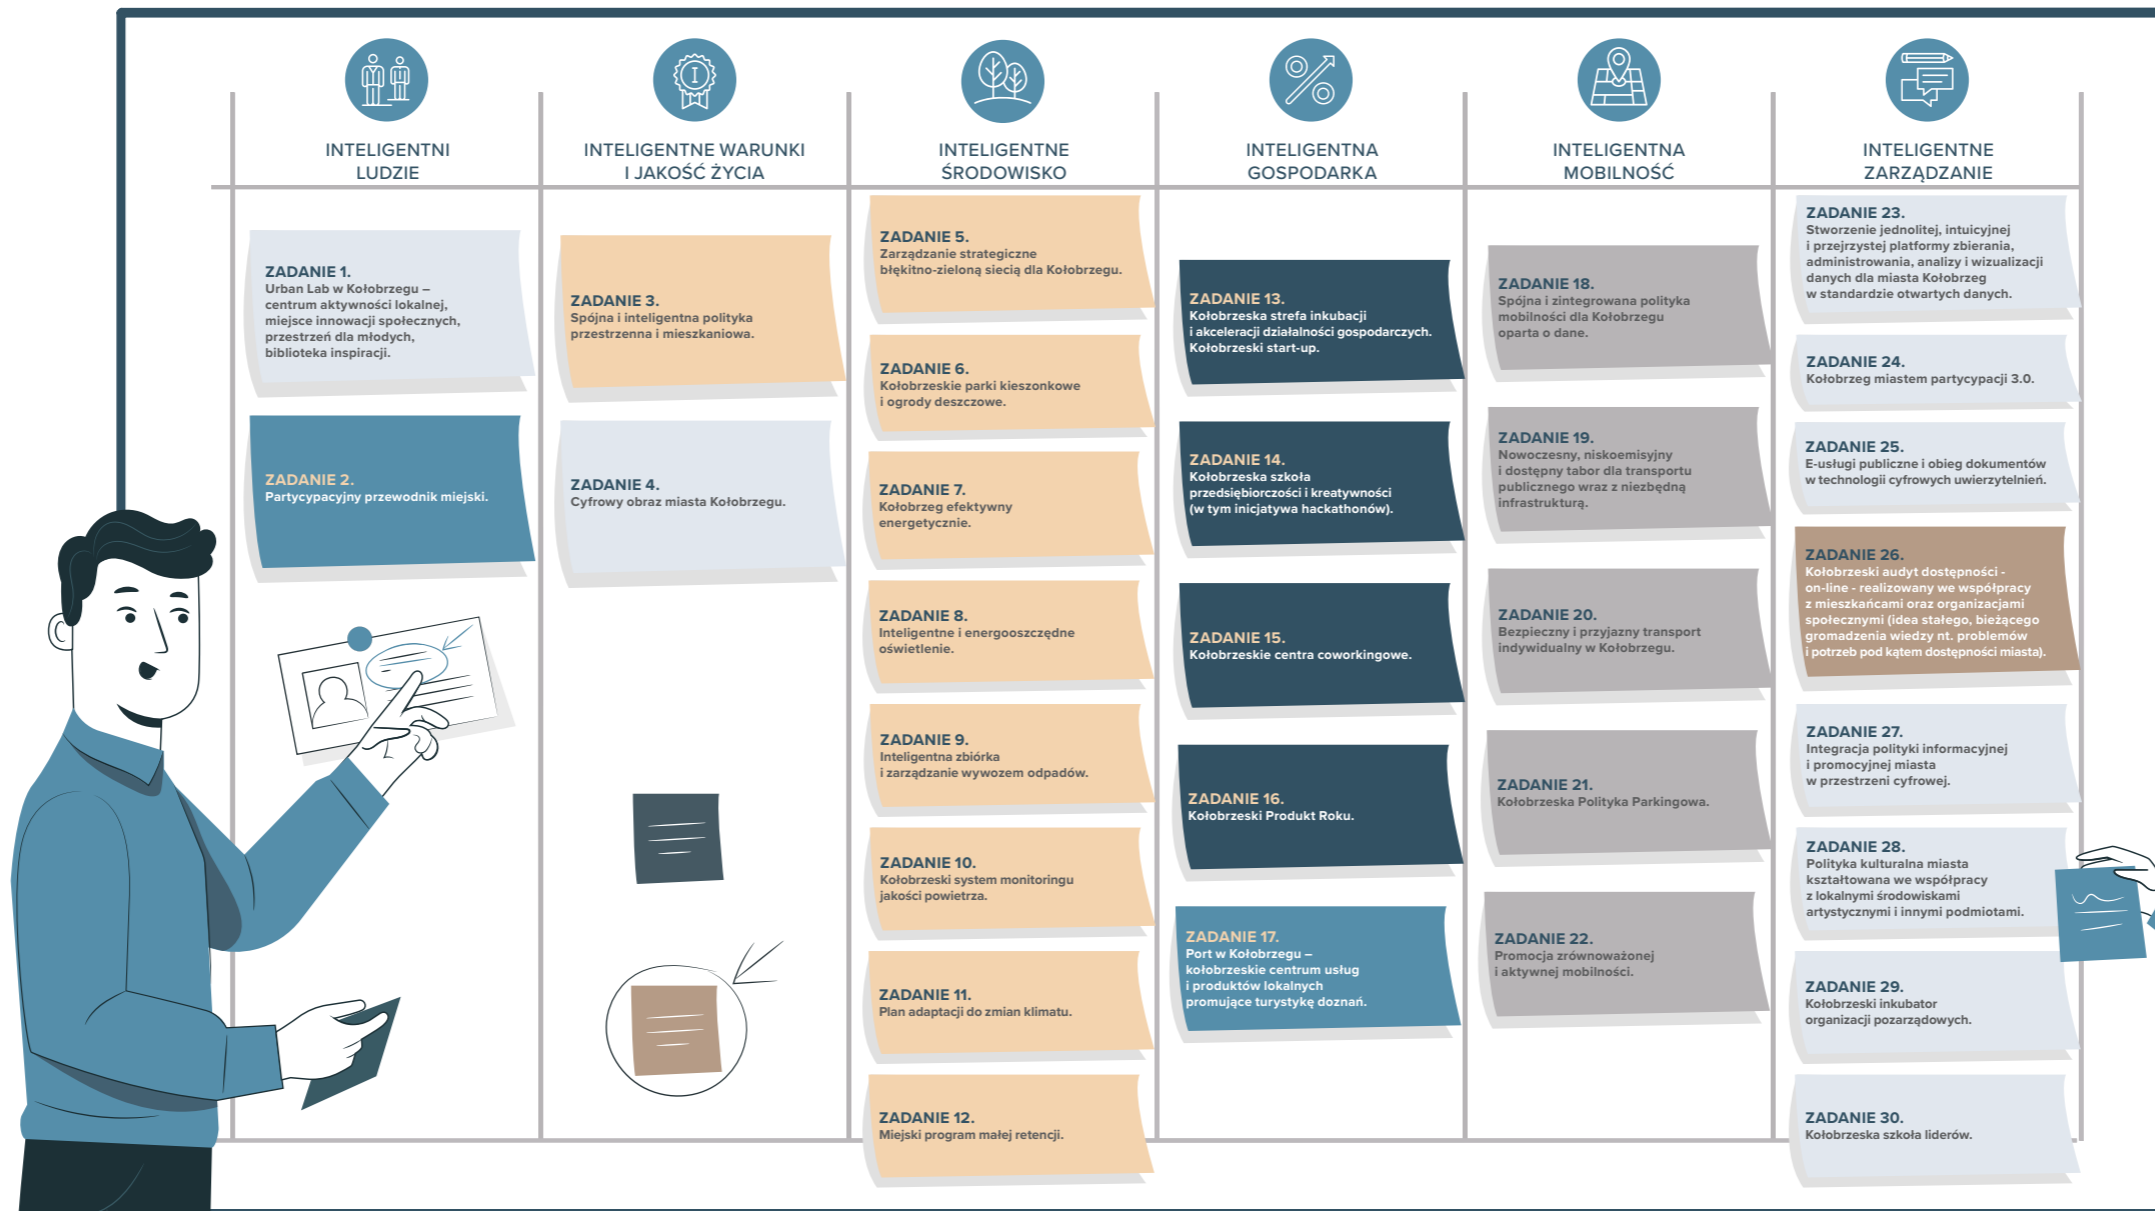 INTELIGENTNI
LUDZIE
ZADANIE 1.
Urban Lab w Kołobrzegu –
centrum aktywności lokalnej,
miejsce innowacji społecznych,
przestrzeń dla młodych,
biblioteka inspiracji.
ZADANIE 2.
Partycypacyjny przewodnik miejski.
INTELIGENTNE WARUNKI
I JAKOŚĆ ŻYCIA
ZADANIE 3.
Spójna i inteligentna polityka
przestrzenna i mieszkaniowa.
ZADANIE 4.
Cyfrowy obraz miasta Kołobrzegu.
INTELIGENTNE
ŚRODOWISKO
ZADANIE 5.
Zarządzanie strategiczne
błękitno-zieloną siecią dla Kołobrzegu.
ZADANIE 6.
Kołobrzeskie parki kieszonkowe
i ogrody deszczowe.
ZADANIE 7.
Kołobrzeg efektywny
energetycznie.
ZADANIE 8.
Inteligentne i energooszczędne
oświetlenie.
ZADANIE 9.
Inteligentna zbiórka
i zarządzanie wywozem odpadów.
ZADANIE 10.
Kołobrzeski system monitoringu
jakości powietrza.
ZADANIE 11.
Plan adaptacji do zmian klimatu.
ZADANIE 12.
Miejski program małej retencji.
INTELIGENTNA
GOSPODARKA
ZADANIE 13.
Kołobrzeska strefa inkubacji
i akceleracji działalności gospodarczych.
Kołobrzeski start-up.
ZADANIE 14.
Kołobrzeska szkoła
przedsiębiorczości i kreatywności
(w tym inicjatywa hackathonów).
ZADANIE 15.
Kołobrzeskie centra coworkingowe.
ZADANIE 16.
Kołobrzeski Produkt Roku.
ZADANIE 17.
Port w Kołobrzegu –
kołobrzeskie centrum usług
i produktów lokalnych
promujące turystykę doznań.
INTELIGENTNA
MOBILNOŚĆ
ZADANIE 18.
Spójna i zintegrowana polityka
mobilności dla Kołobrzegu
oparta o dane.
ZADANIE 19.
Nowoczesny, niskoemisyjny
i dostępny tabor dla transportu
publicznego wraz z niezbędną
infrastrukturą.
ZADANIE 20.
Bezpieczny i przyjazny transport
indywidualny w Kołobrzegu.
ZADANIE 21.
Kołobrzeska Polityka Parkingowa.
ZADANIE 22.
Promocja zrównoważonej
i aktywnej mobilności.
INTELIGENTNE
ZARZĄDZANIE
ZADANIE 23.
Stworzenie jednolitej, intuicyjnej
i przejrzystej platformy zbierania,
administrowania, analizy i wizualizacji
danych dla miasta Kołobrzeg
w standardzie otwartych danych.
ZADANIE 24.
Kołobrzeg miastem partycypacji 3.0.
ZADANIE 25.
E-usługi publiczne i obieg dokumentów
w technologii cyfrowych uwierzytelnień.
ZADANIE 26.
Kołobrzeski audyt dostępności -
on-line - realizowany we współpracy
z mieszkańcami oraz organizacjami
społecznymi (idea stałego, bieżącego
gromadzenia wiedzy nt. problemów
i potrzeb pod kątem dostępności miasta).
ZADANIE 27.
Integracja polityki informacyjnej
i promocyjnej miasta
w przestrzeni cyfrowej.
ZADANIE 28.
Polityka kulturalna miasta
kształtowana we współpracy
z lokalnymi środowiskami
artystycznymi i innymi podmiotami.
ZADANIE 29.
Kołobrzeski inkubator
organizacji pozarządowych.
ZADANIE 30.
Kołobrzeska szkoła liderów.